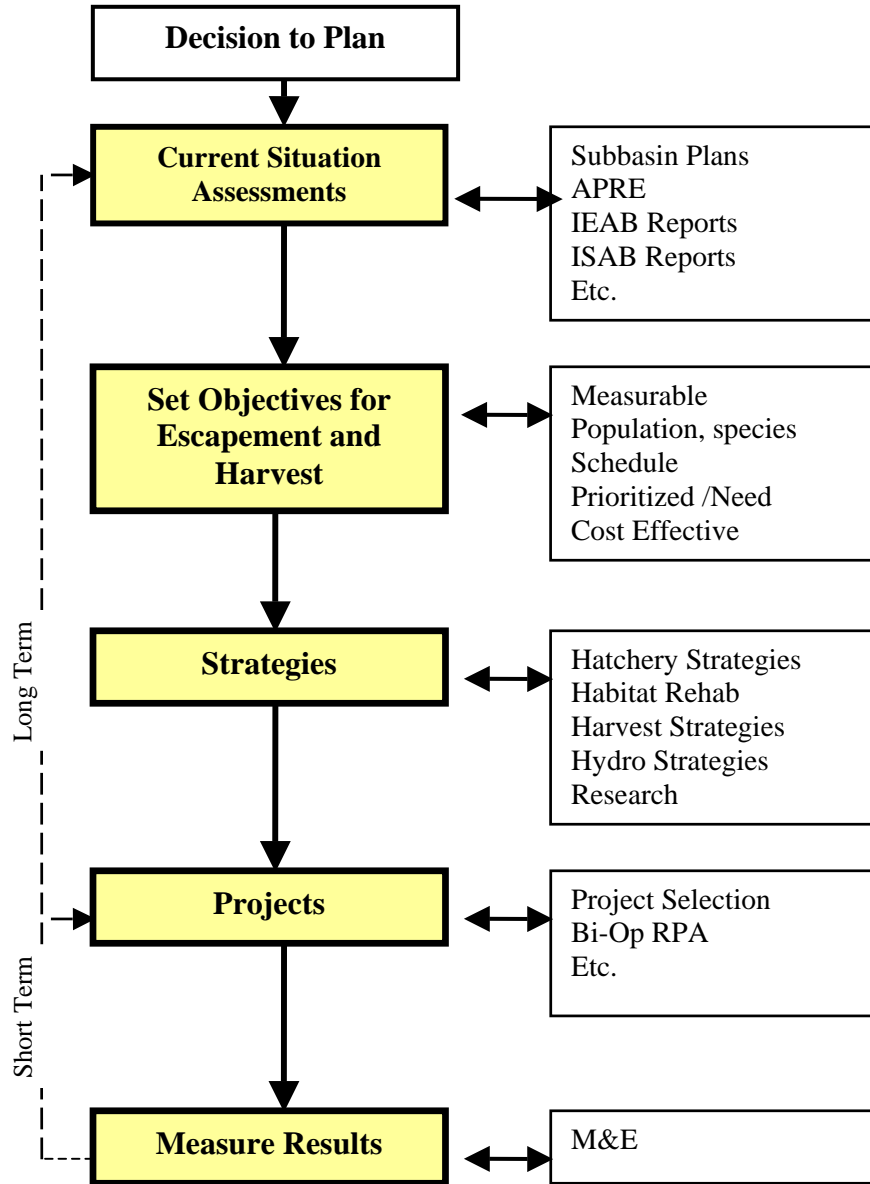 Decision to Plan
Current Situation
Assessments
Subbasin Plans
APRE
IEAB Reports
ISAB Reports
Etc.
Set Objectives for
Escapement and
Harvest
Measurable
Population, species
Schedule
Prioritized /Need
Cost Effective
Long Term
Strategies
Hatchery Strategies
Habitat Rehab
Harvest Strategies
Hydro Strategies
Research
Projects
Project Selection
Bi-Op RPA
Etc.
Short Term
Measure Results
M&E